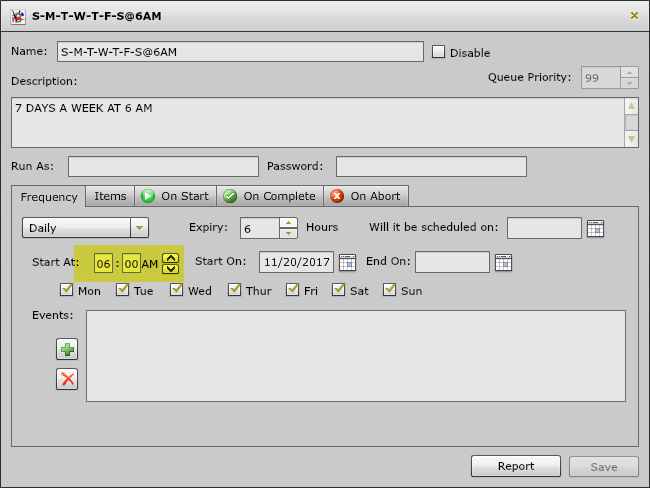 S-M-T-W-T-F-S@6AM
Name: S-M-T-W-T-F-S@6AM Disable
Description: Queue Priority: 99
7 DAYS A WEEK AT 6 AM
Run As: Password:
Frequency Items On Start On Complete On Abort
Daily Expiry: 6 Hours Will it be scheduled on:
Start At: 06 : 00 AM Start On: 11/20/2017 End On:
Mon Tue Wed Thur Fri Sat Sun
Events:
Report Save